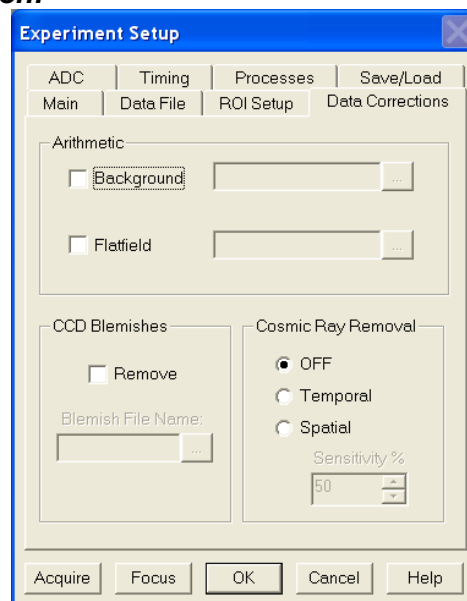 Experiment Setup
ADC Timing Processes Save/Load
Main Data File ROI Setup Data Corrections
Arithmetic
Background ...
Flatfield ...
CCD Blemishes
Remove
Blemish File Name:
...
Cosmic Ray Removal
OFF
Temporal
Spatial
Sensitivity %
50
Acquire Focus OK Cancel Help